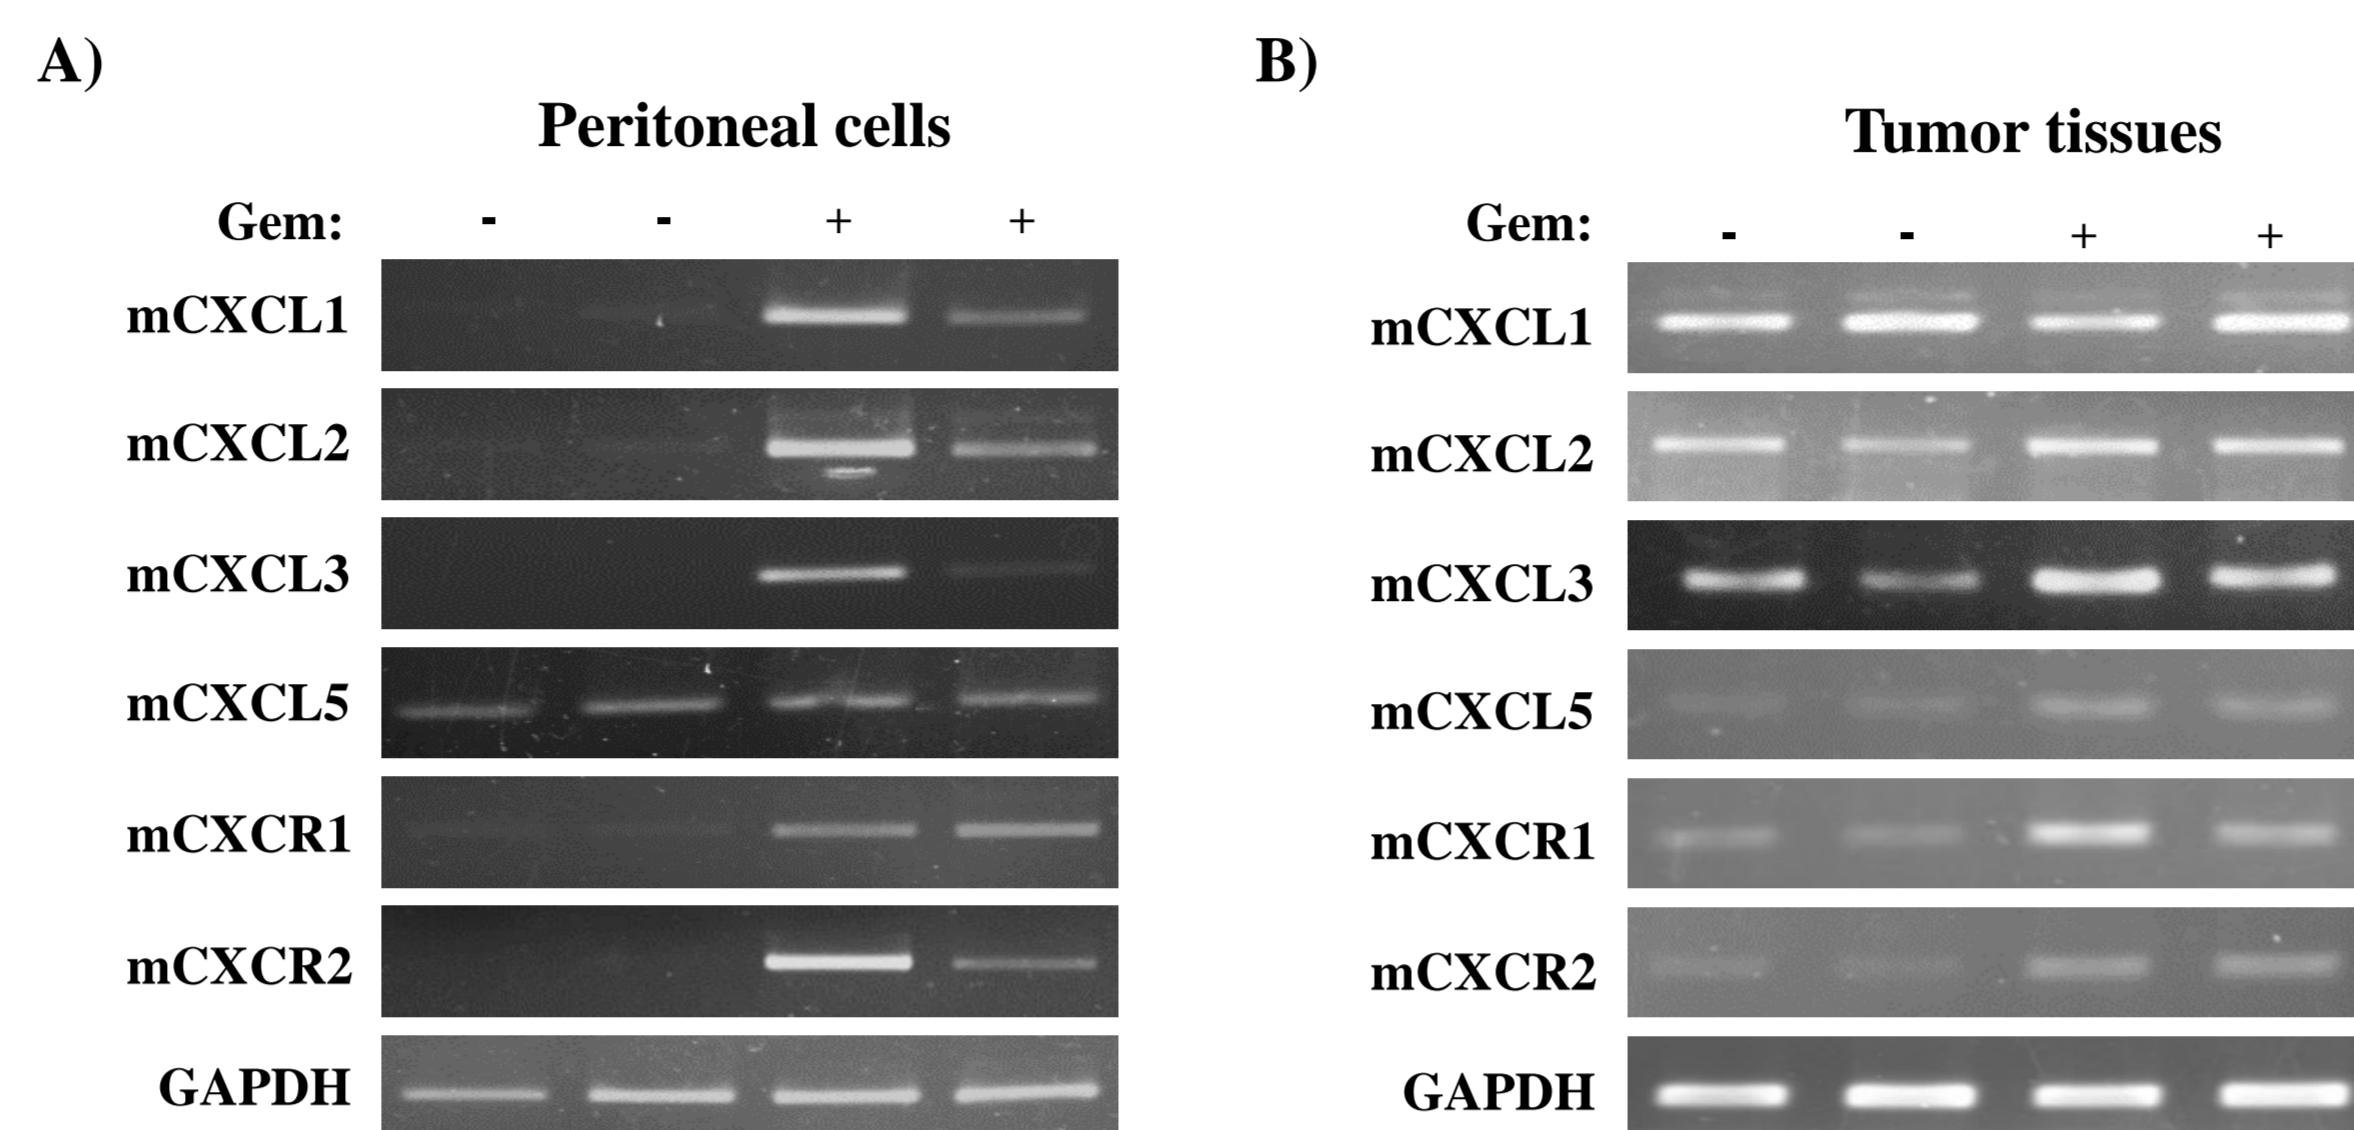 A)
Peritoneal cells
Gem: - - + +
mCXCL1
mCXCL2
mCXCL3
mCXCL5
mCXCR1
mCXCR2
GAPDH
B)
Tumor tissues
Gem: - - + +
mCXCL1
mCXCL2
mCXCL3
mCXCL5
mCXCR1
mCXCR2
GAPDH